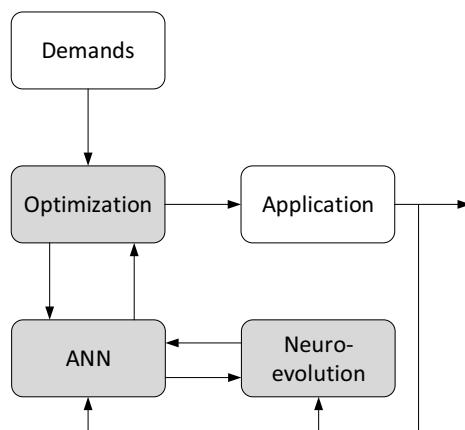 Demands
Optimization
Application
ANN
Neuro-
evolution